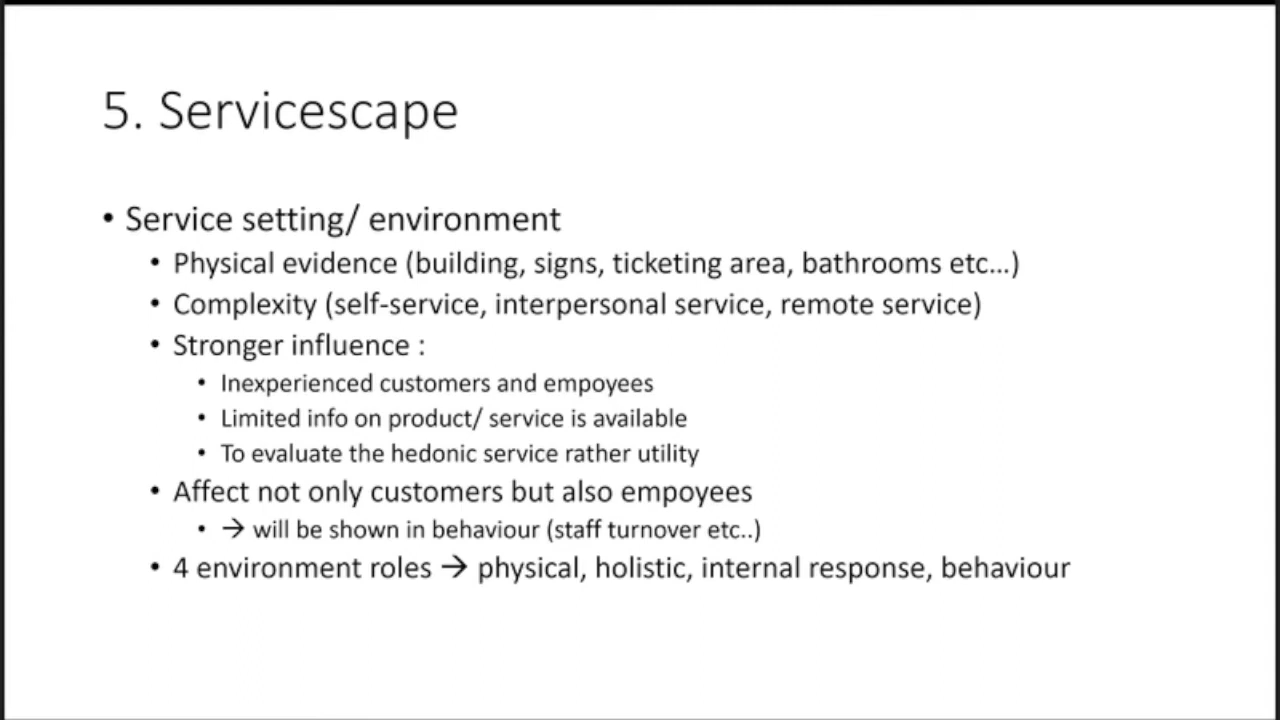 5. Servicescape
• Service setting/ environment
• Physical evidence (building, signs, ticketing area, bathrooms etc...)
• Complexity (self-service, interpersonal service, remote service)
• Stronger influence :
• Inexperienced customers and empoyees
• Limited info on product/ service is available
• To evaluate the hedonic service rather utility
• Affect not only customers but also empoyees
• → will be shown in behaviour (staff turnover etc..)
• 4 environment roles → physical, holistic, internal response, behaviour